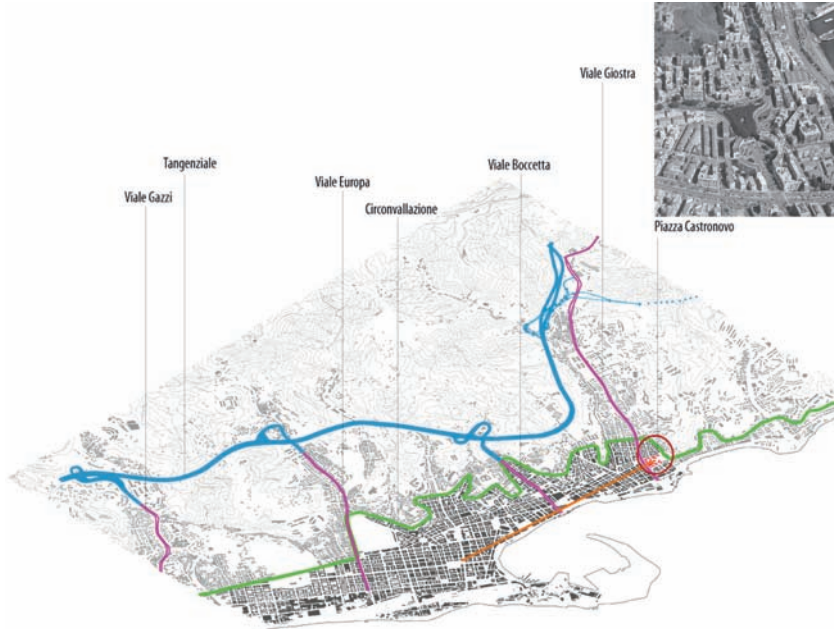 Viale Giostra
Tangenziale
Viale Boccetta
Viale Gazzi
Viale Europa
Circonvallazione
Piazza Castronovo